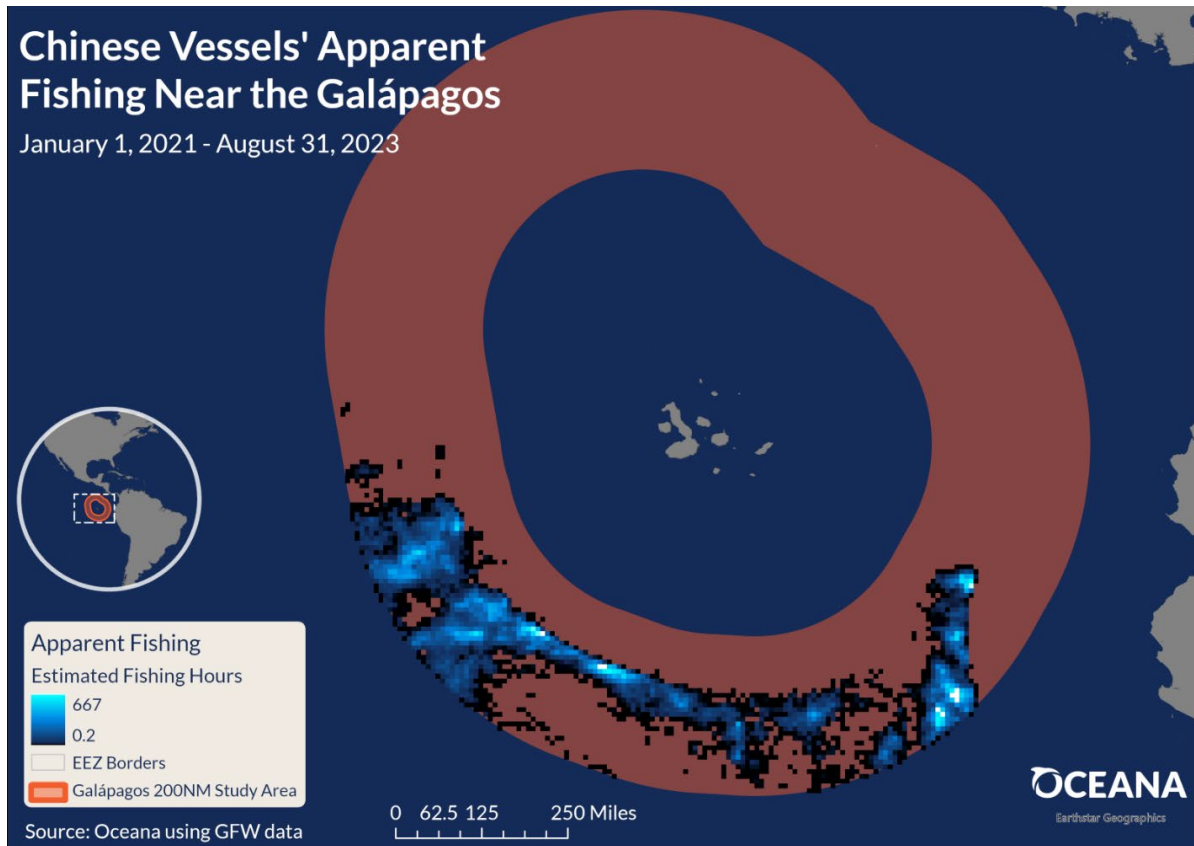 Chinese Vessels' Apparent
Fishing Near the Galápagos
January 1, 2021 - August 31, 2023
Apparent Fishing
Estimated Fishing Hours
667
0.2
EEZ Borders
Galápagos 200NM Study Area
Source: Oceana using GFW data
0 62.5 125 250 Miles
OCEANA
Earthstar Geographics